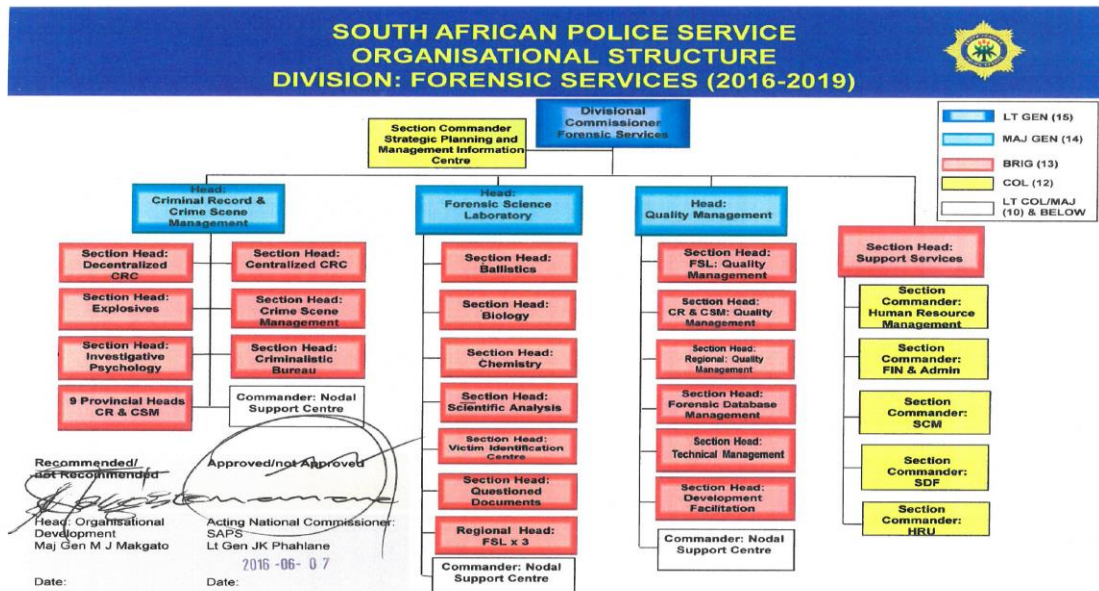 SOUTH AFRICAN POLICE SERVICE
ORGANISATIONAL STRUCTURE
DIVISION: FORENSIC SERVICES (2016-2019)
Divisional
Commissioner
Forensic Services
Section Commander
Strategic Planning and
Management Information
Centre
LT GEN (15)
MAJ GEN (14)
BRIG (13)
COL (12)
LT COL/MAJ
(10) & BELOW
Head:
Criminal Record &
Crime Scene
Management
Section Head:
Decentralized
CRC
Section Head:
Centralized CRC
Section Head:
Explosives
Section Head:
Crime Scene
Management
Section Head:
Investigative
Psychology
Section Head:
Criminalistic
Bureau
9 Provincial Heads
CR & CSM
Commander: Nodal
Support Centre
Head:
Forensic Science
Laboratory
Section Head:
Ballistics
Section Head:
Biology
Section Head:
Chemistry
Section Head:
Scientific Analysis
Section Head:
Victim Identification
Centre
Section Head:
Questioned
Documents
Regional Head:
FSL x 3
Commander: Nodal
Support Centre
Head:
Quality Management
Section Head:
FSL: Quality
Management
Section Head:
CR & CSM: Quality
Management
Section Head:
Regional: Quality
Management
Section Head:
Forensic Database
Management
Section Head:
Technical Management
Section Head:
Development
Facilitation
Commander: Nodal
Support Centre
Section Head:
Support Services
Section
Commander:
Human Resource
Management
Section
Commander:
FIN & Admin
Section
Commander:
SCM
Section
Commander:
SDF
Section
Commander:
HRU
Recommended/
not Recommended
Head: Organisational
Development
Maj Gen M J Makgato
Date:
Approved/not Approved
Acting National Commissioner:
SAPS
Lt Gen JK Phahlane
2016 -06- 07
Date: